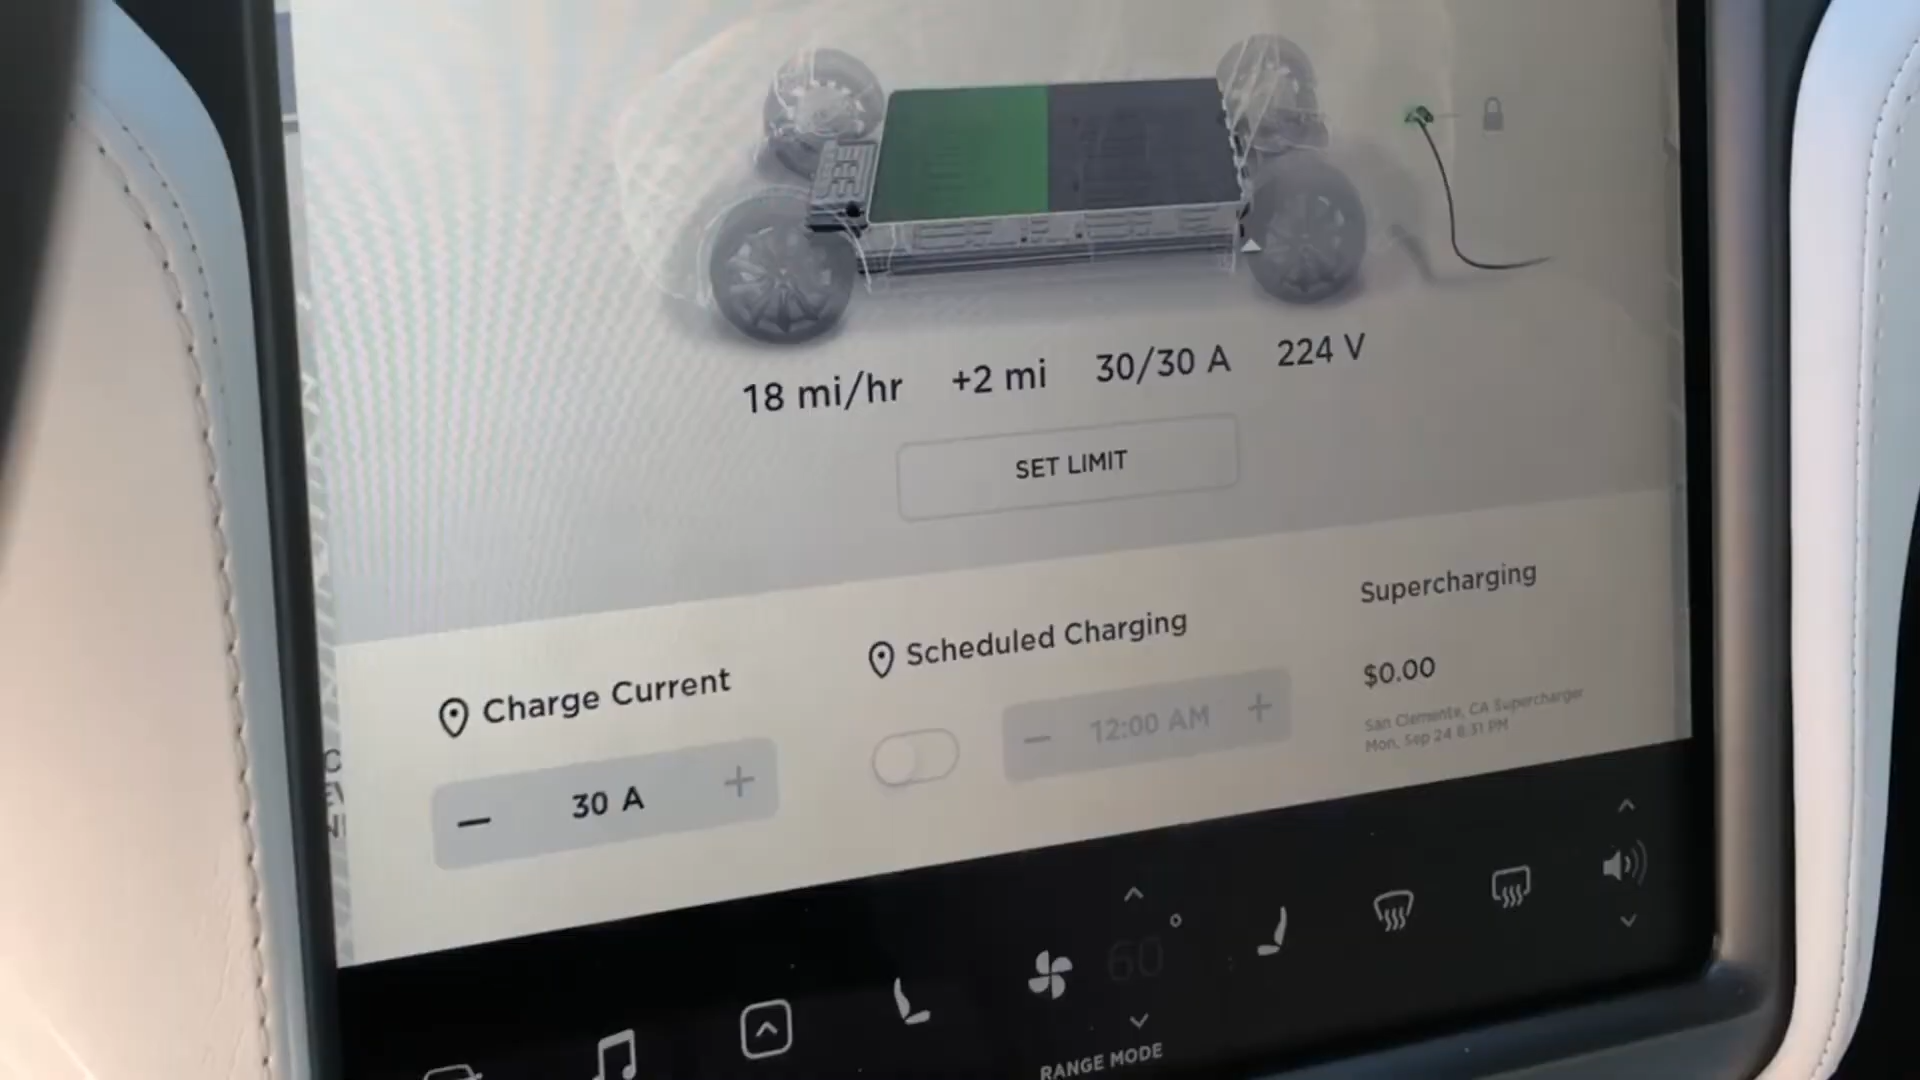 18 mi/hr +2 mi 30/30 A 224 V
SET LIMIT
Charge Current
Scheduled Charging
Supercharging
30 A
12:00 AM
$0.00
San Clemente, CA Supercharger
Mon, Sep 24 6:31 PM
60°
RANGE MODE